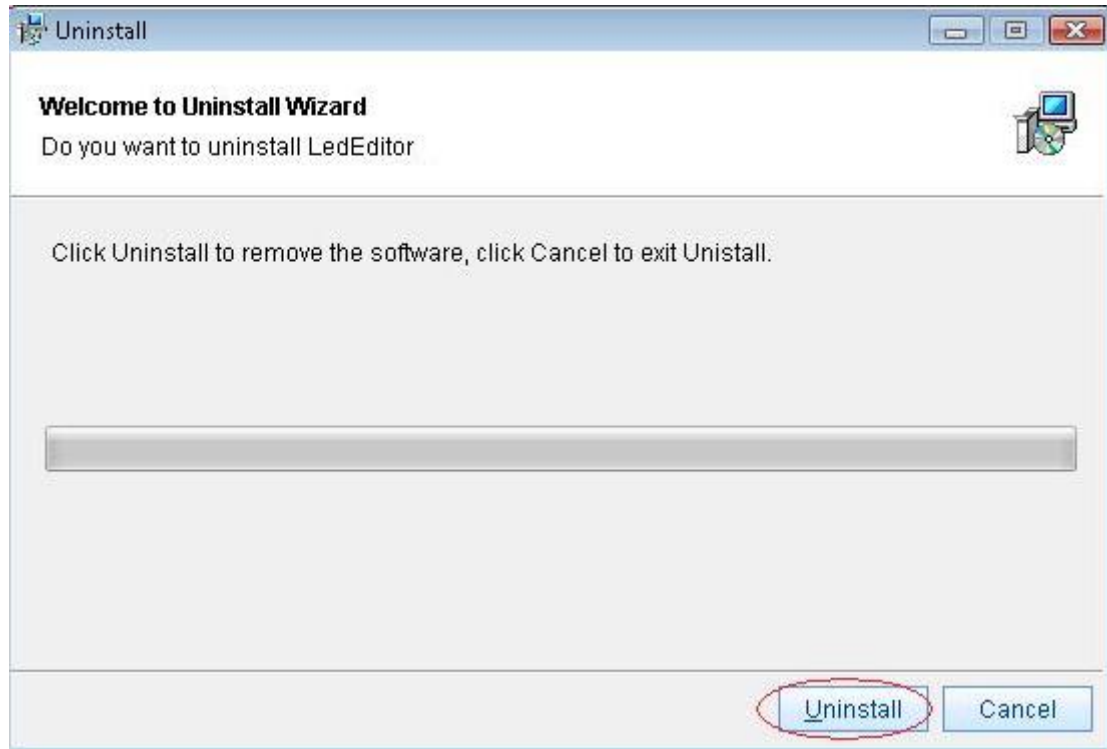 Uninstall
Welcome to Uninstall Wizard
Do you want to uninstall LedEditor
Click Uninstall to remove the software, click Cancel to exit Unistall.
Uninstall Cancel